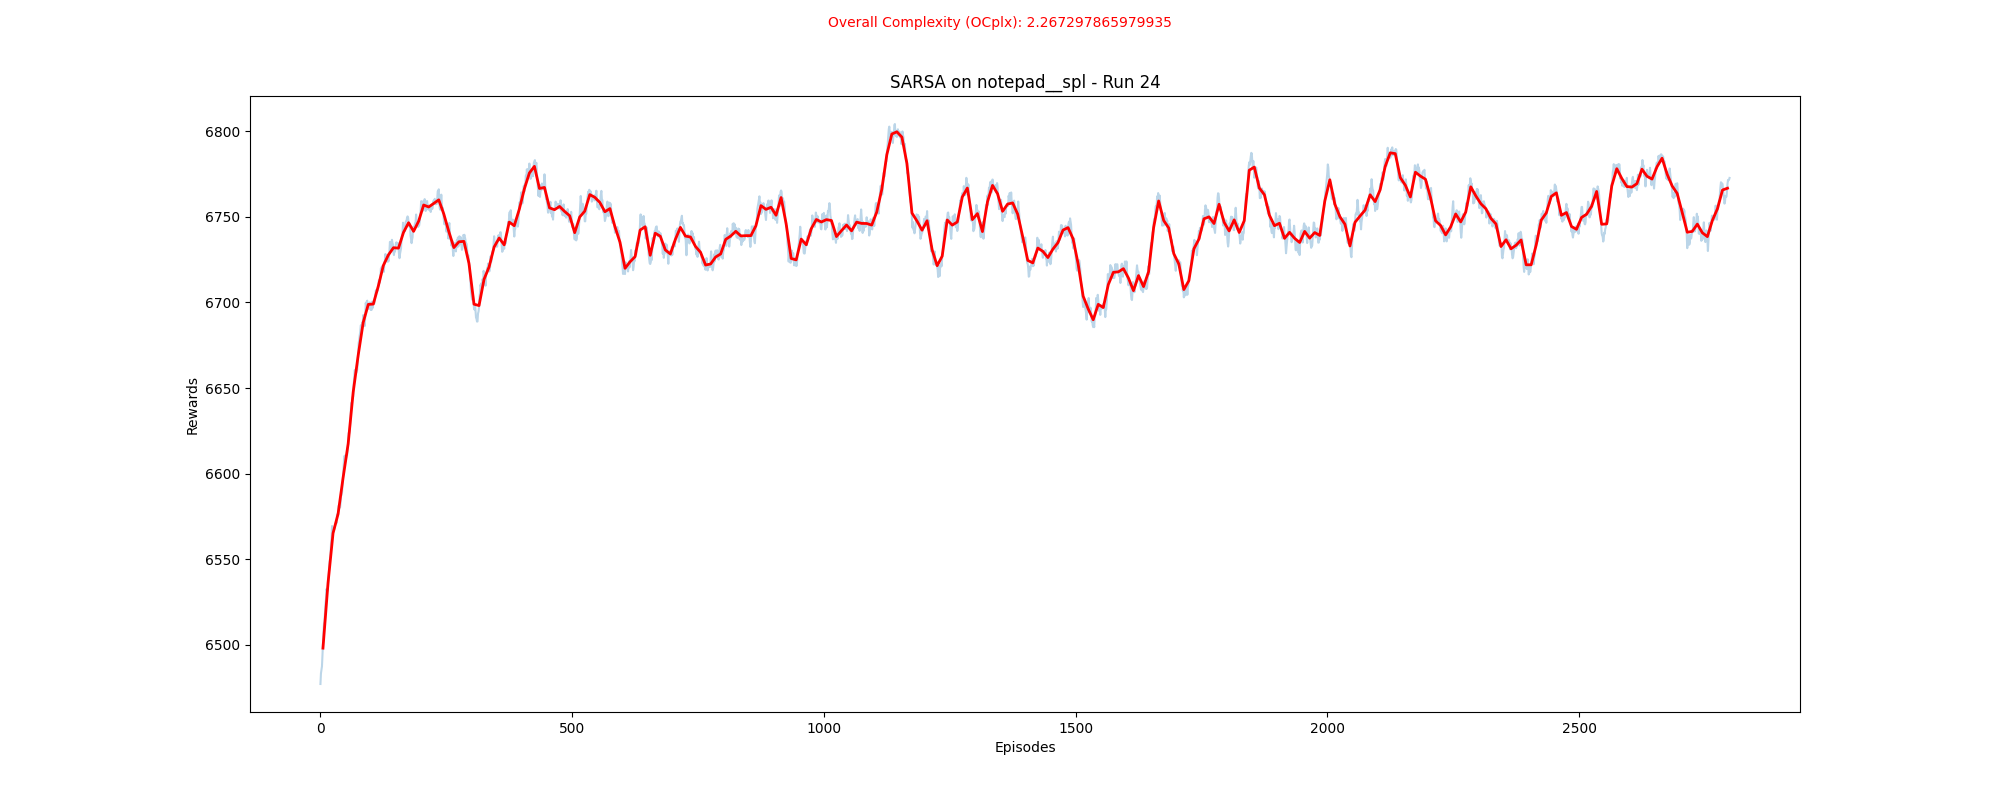 Overall Complexity (OCplx): 2.267297865979935
SARSA on notepad__spl - Run 24
6800
6750
6700
6650
6600
6550
6500
Rewards
0 500 1000 1500 2000 2500
Episodes